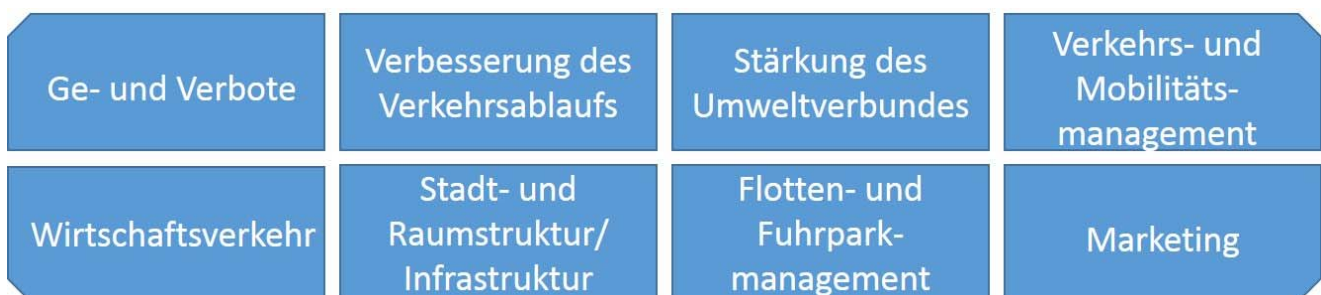 Ge- und Verbote
Verbesserung des
Verkehrsablaufs
Stärkung des
Umweltverbundes
Verkehrs- und
Mobilitäts-
management
Wirtschaftsverkehr
Stadt- und
Raumstruktur/
Infrastruktur
Flotten- und
Fuhrpark-
management
Marketing